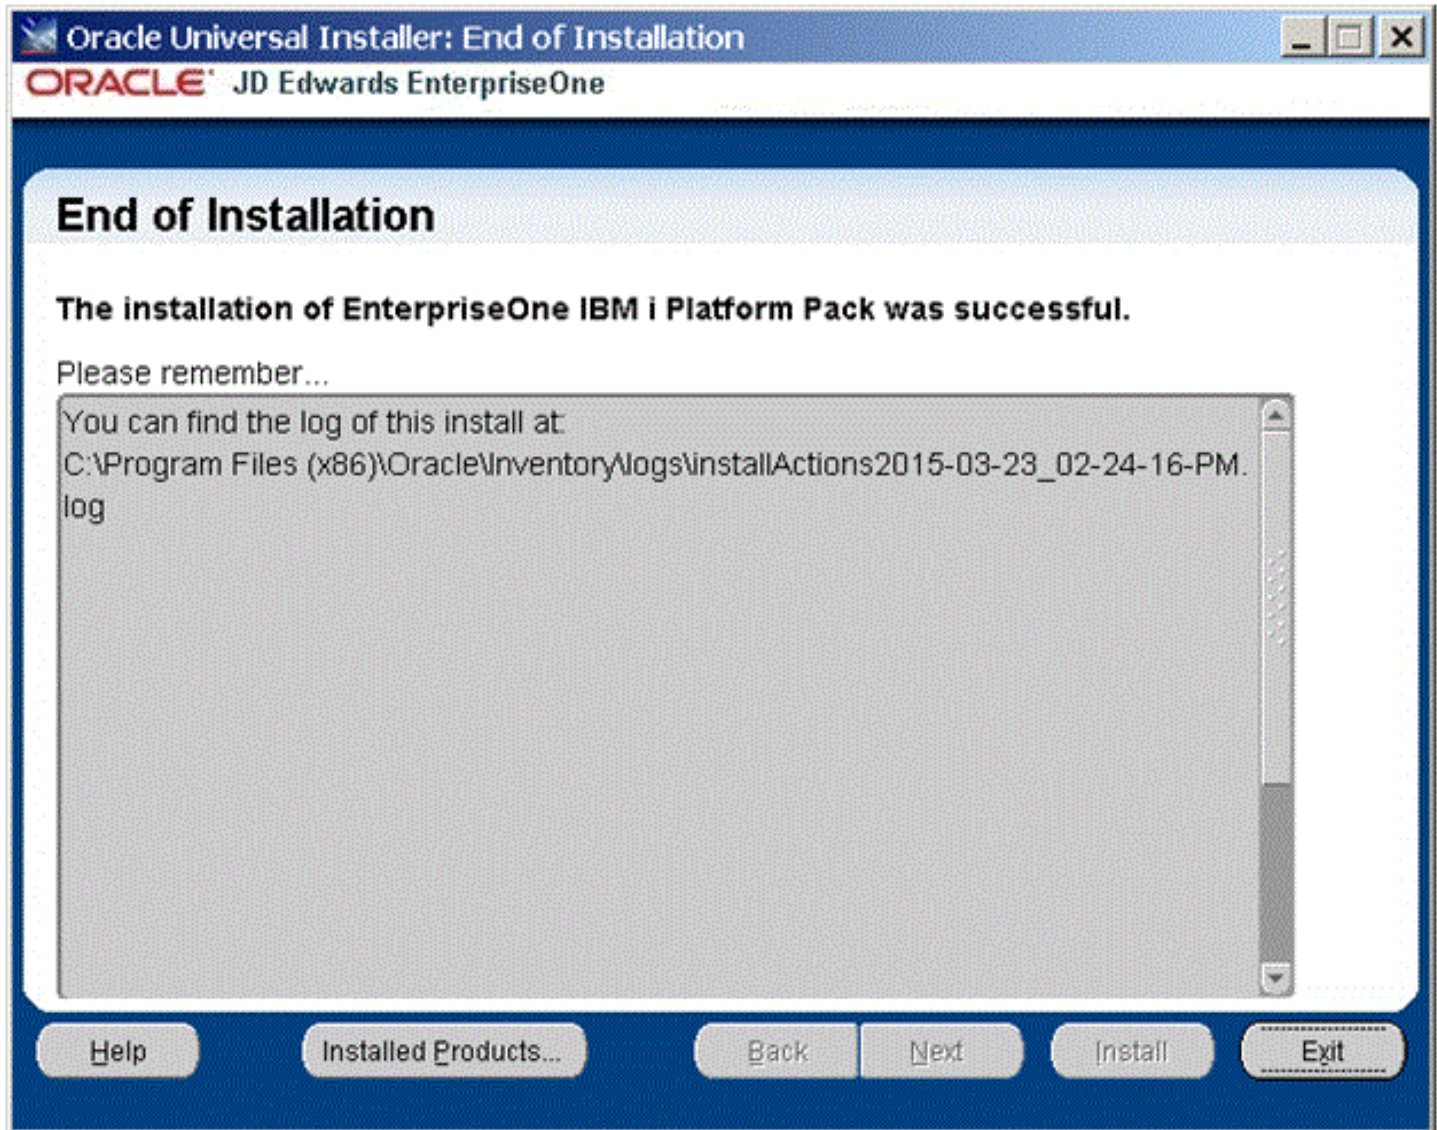 Oracle Universal Installer: End of Installation
ORACLE JD Edwards EnterpriseOne
End of Installation
The installation of EnterpriseOne IBM i Platform Pack was successful.
Please remember...
You can find the log of this install at:
C:\Program Files (x86)\Oracle\Inventory\logs\installActions2015-03-23_02-24-16-PM.
log
Help Installed Products... Back Next Install Exit